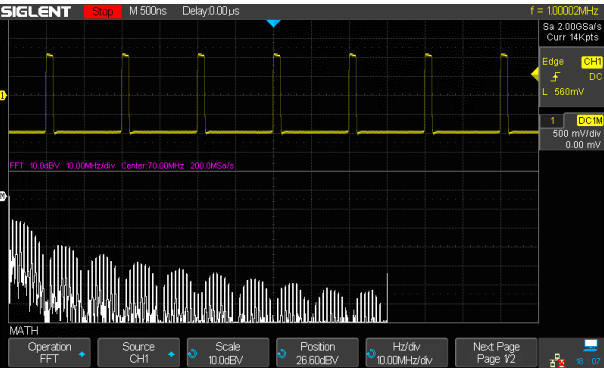 SIGLENT Stop M 500ns Delay:0.00µs f = 1.00002MHz
Sa 2.00GSa/s
Curr 14Kpts
Edge CH1
DC
L 560mV
1 DC1M
500 mV/div
0.00 mV
1
FFT 10.0dBV 10.00MHz/div Center:70.00MHz 200.0MSa/s
M
MATH
Operation Source Scale Position Hz/div Next Page
FFT CH1 10.0dBV 26.60dBV 10.00MHz/div Page 1/2
18 : 07